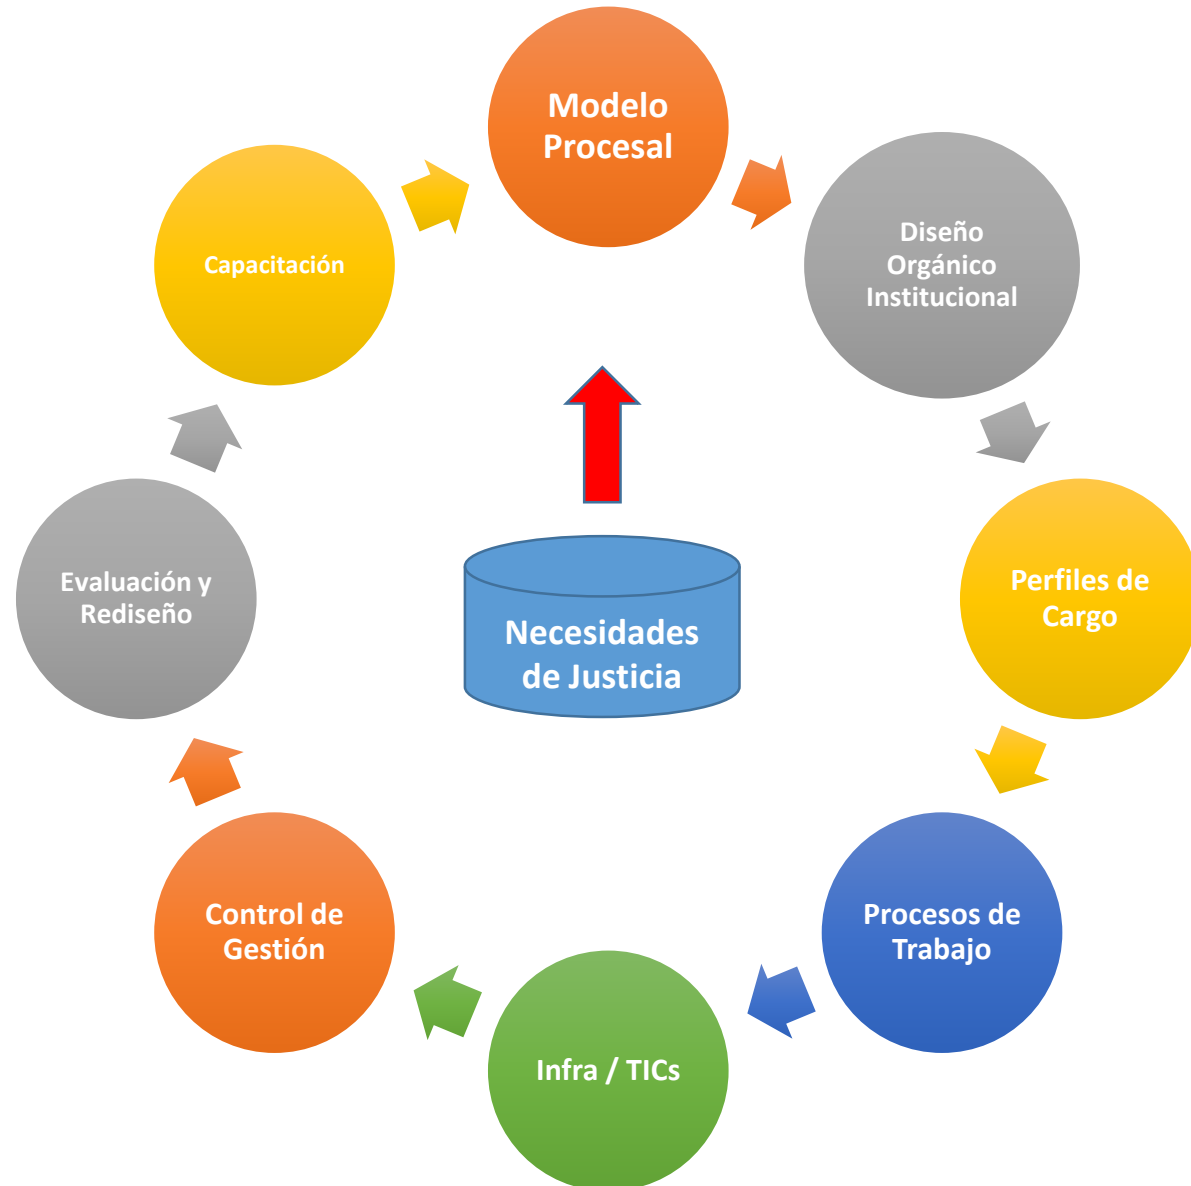 Modelo
Procesal
Diseño
Orgánico
Institucional
Perfiles de
Cargo
Procesos de
Trabajo
Infra / TICs
Control de
Gestión
Evaluación y
Rediseño
Capacitación
Necesidades
de Justicia